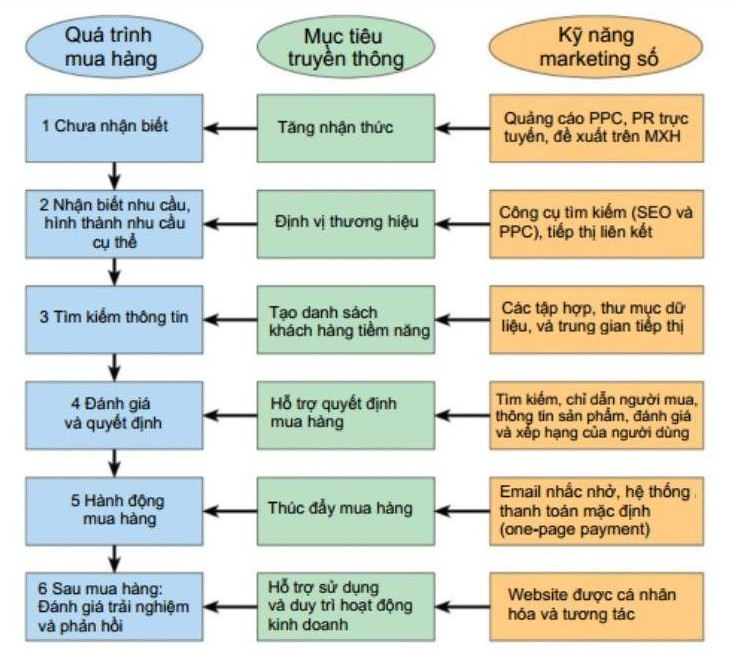 Quá trình
mua hàng
Mục tiêu
truyền thông
Kỹ năng
marketing số
1 Chưa nhận biết
Tăng nhận thức
Quảng cáo PPC, PR trực
tuyến, đề xuất trên MXH
2 Nhận biết nhu cầu,
hình thành nhu cầu
cụ thể
Định vị thương hiệu
Công cụ tìm kiếm (SEO và
PPC), tiếp thị liên kết
3 Tìm kiếm thông tin
Tạo danh sách
khách hàng tiềm năng
Các tập hợp, thư mục dữ
liệu, và trung gian tiếp thị
4 Đánh giá
và quyết định
Hỗ trợ quyết định
mua hàng
Tìm kiếm, chỉ dẫn người mua,
thông tin sản phẩm, đánh giá
và xếp hạng của người dùng
5 Hành động
mua hàng
Thúc đẩy mua hàng
Email nhắc nhở, hệ thống
thanh toán mặc định
(one-page payment)
6 Sau mua hàng:
Đánh giá trải nghiệm
và phản hồi
Hỗ trợ sử dụng
và duy trì hoạt động
kinh doanh
Website được cá nhân
hóa và tương tác